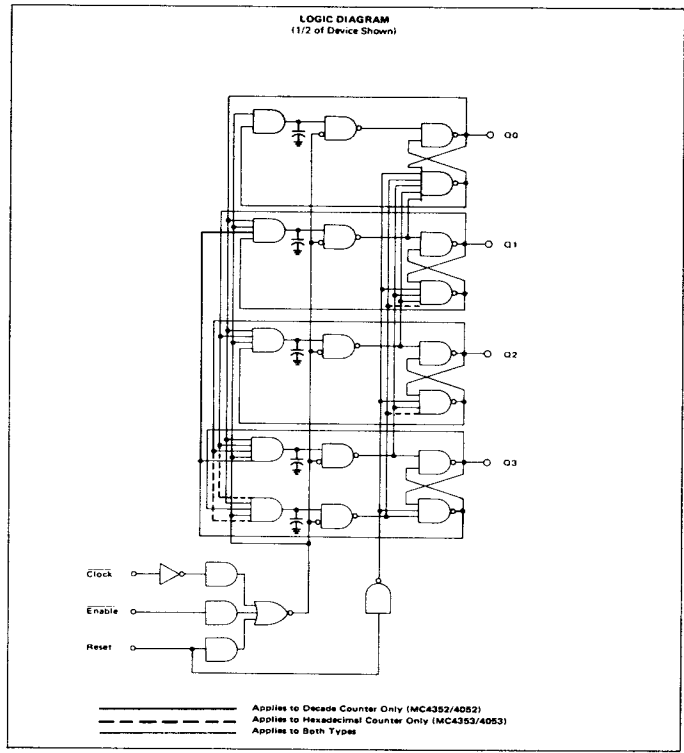 LOGIC DIAGRAM
(1/2 of Device Shown)
Q0
Q1
Q2
Q3
Clock
Enable
Reset
Applies to Decade Counter Only (MC4352/4052)
Applies to Hexadecimal Counter Only (MC4353/4053)
Applies to Both Types